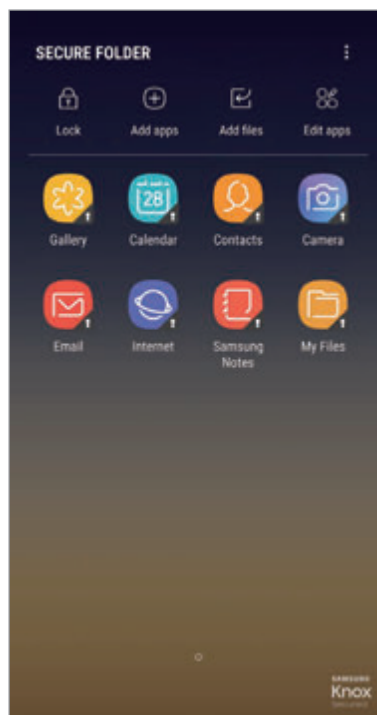 SECURE FOLDER
Lock Add apps Add files Edit apps
28
Gallery Calendar Contacts Camera
Email Internet Samsung Notes My Files
SAMSUNG
Knox
Secured